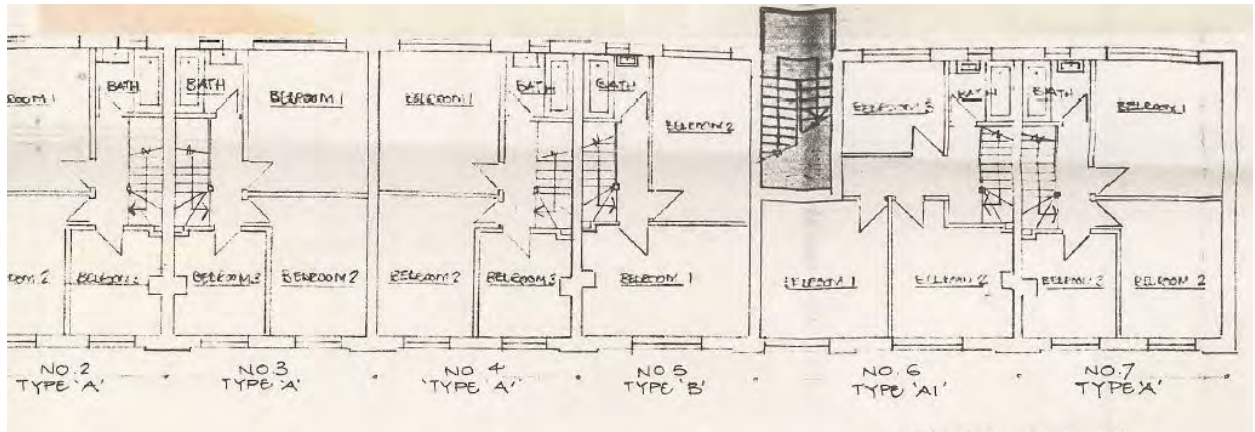 BATH
BATH
BEDROOM 1
BEDROOM 1
BATH
BATH
BEDROOM 2
BEDROOM 3
BATH
BATH
BEDROOM 1
BEDROOM 3
BEDROOM 2
BEDROOM 2
BEDROOM 3
BEDROOM 1
BEDROOM 1
BEDROOM 2
BEDROOM 3
BEDROOM 2
NO.2
TYPE 'A'
NO.3
TYPE 'A'
NO 4
'TYPE 'A'
NO 5
TYPE 'B'
NO.6
TYPE 'A1'
NO.7
TYPE 'A'